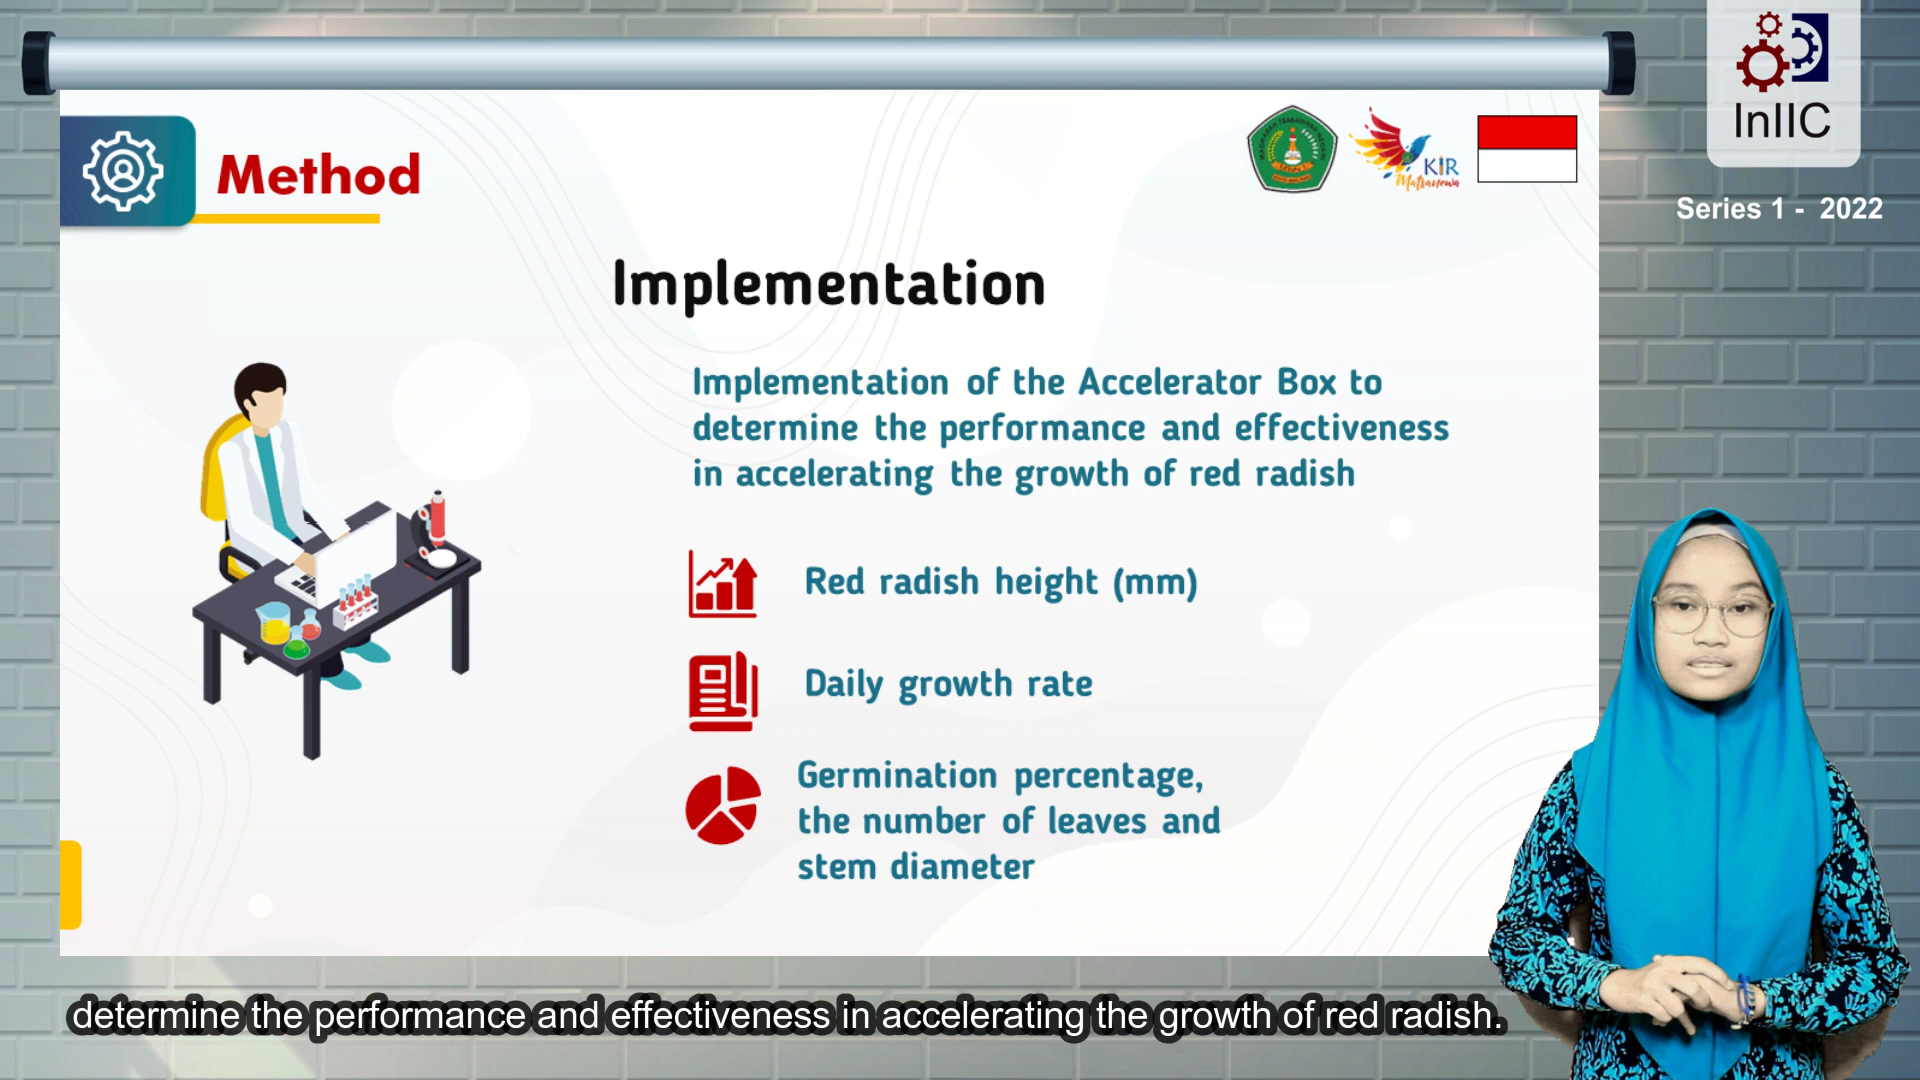 InIIC
Series 1 - 2022
Method
KIR
Matsanewa
Implementation
Implementation of the Accelerator Box to
determine the performance and effectiveness
in accelerating the growth of red radish
Red radish height (mm)
Daily growth rate
Germination percentage,
the number of leaves and
stem diameter
determine the performance and effectiveness in accelerating the growth of red radish.